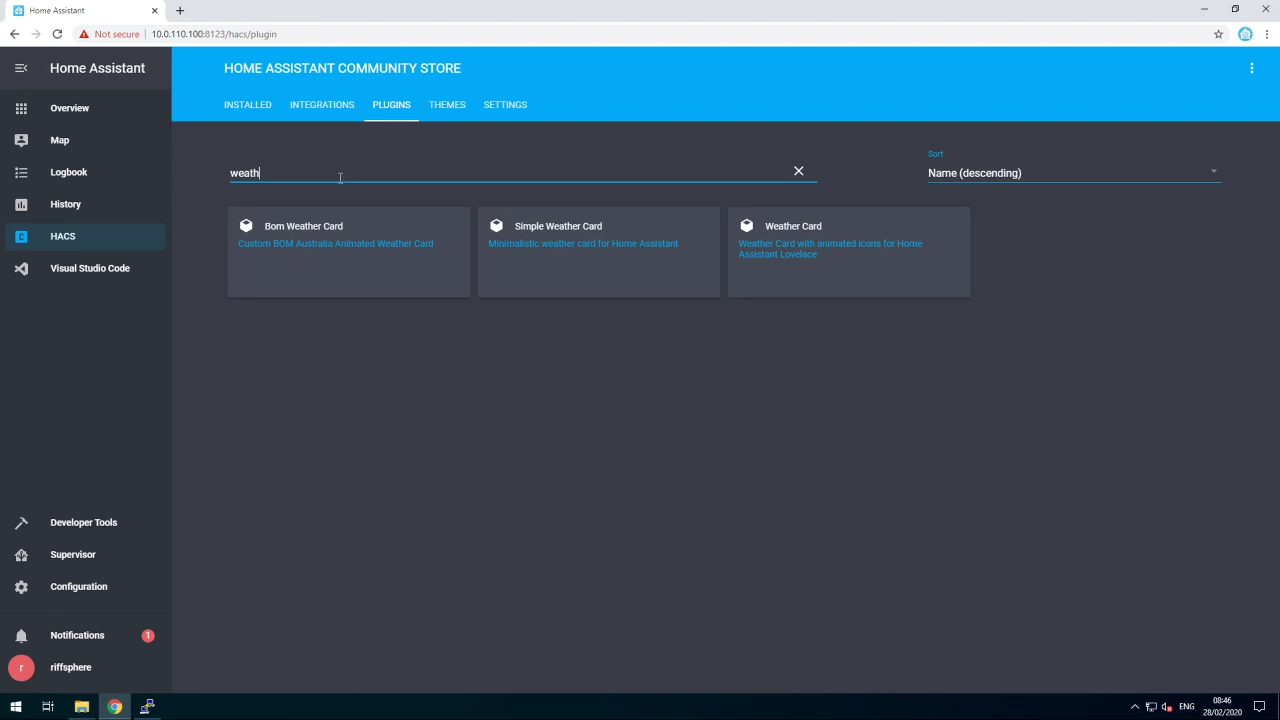 Home Assistant
Not secure
10.0.110.100:8123/hacs/plugin
Home Assistant
Overview
Map
Logbook
History
HACS
Visual Studio Code
Developer Tools
Supervisor
Configuration
Notifications
1
r
riffsphere
HOME ASSISTANT COMMUNITY STORE
INSTALLED
INTEGRATIONS
PLUGINS
THEMES
SETTINGS
weath
Sort
Name (descending)
Bom Weather Card
Custom BOM Australia Animated Weather Card
Simple Weather Card
Minimalistic weather card for Home Assistant
Weather Card
Weather Card with animated icons for Home
Assistant Lovelace
ENG
08:46
28/02/2020